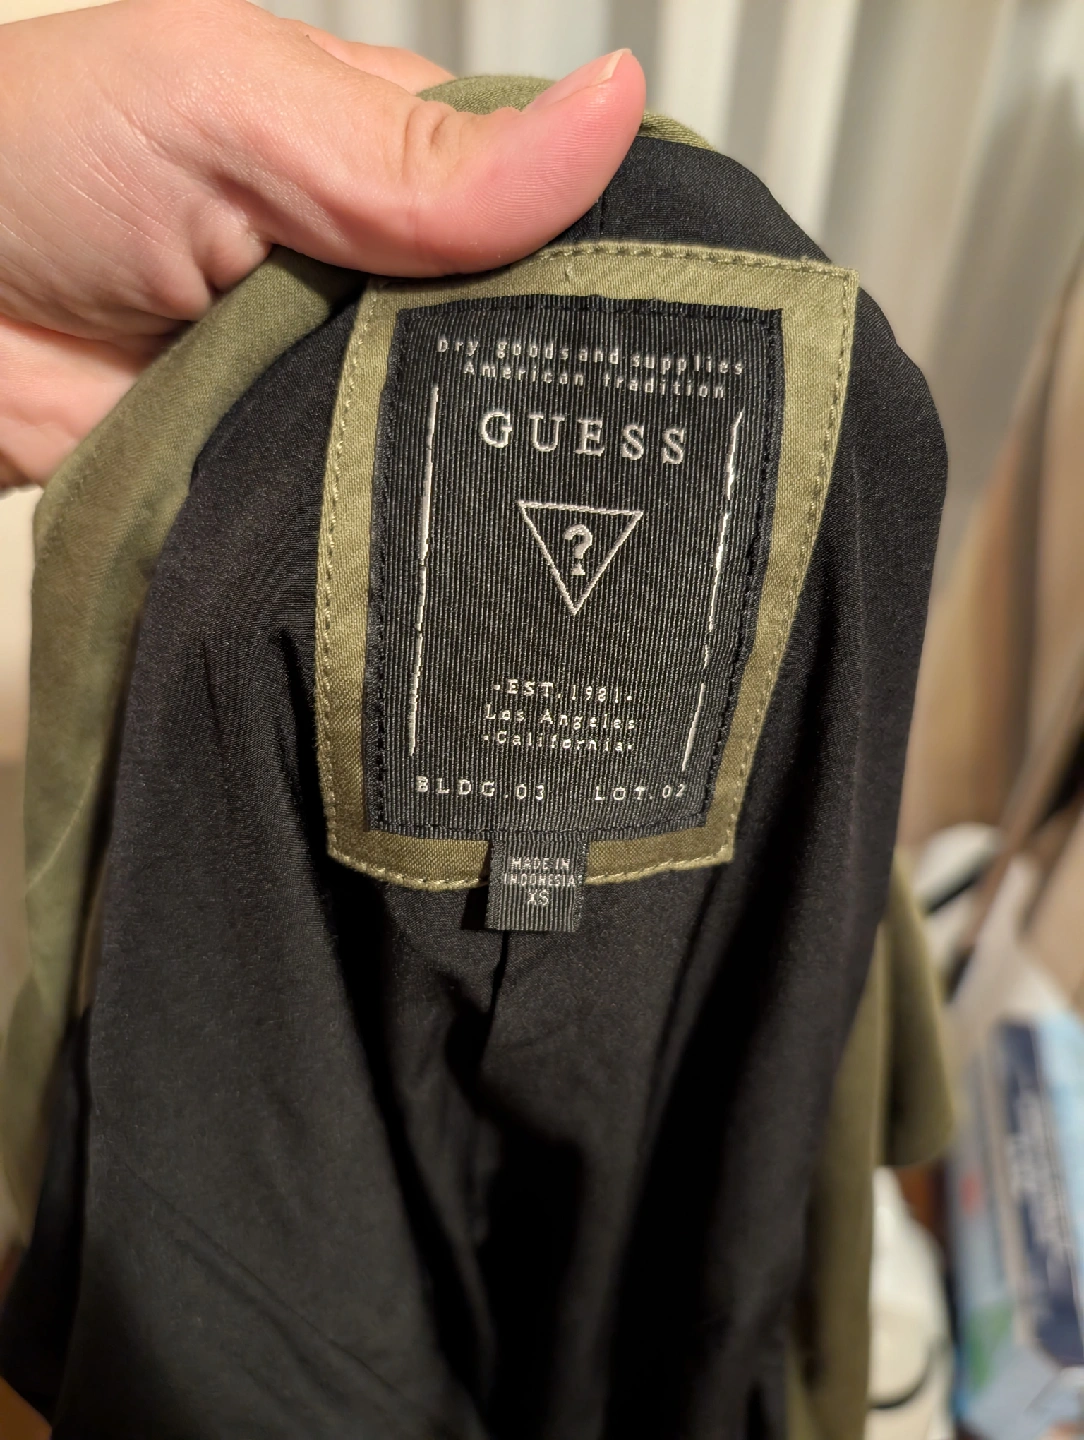 Dry goods and supplies
American Tradition
GUESS
?
·EST.1981·
Los Angeles
·California·
BLDG.03 LOT.02
MADE IN
INDONESIA
XS